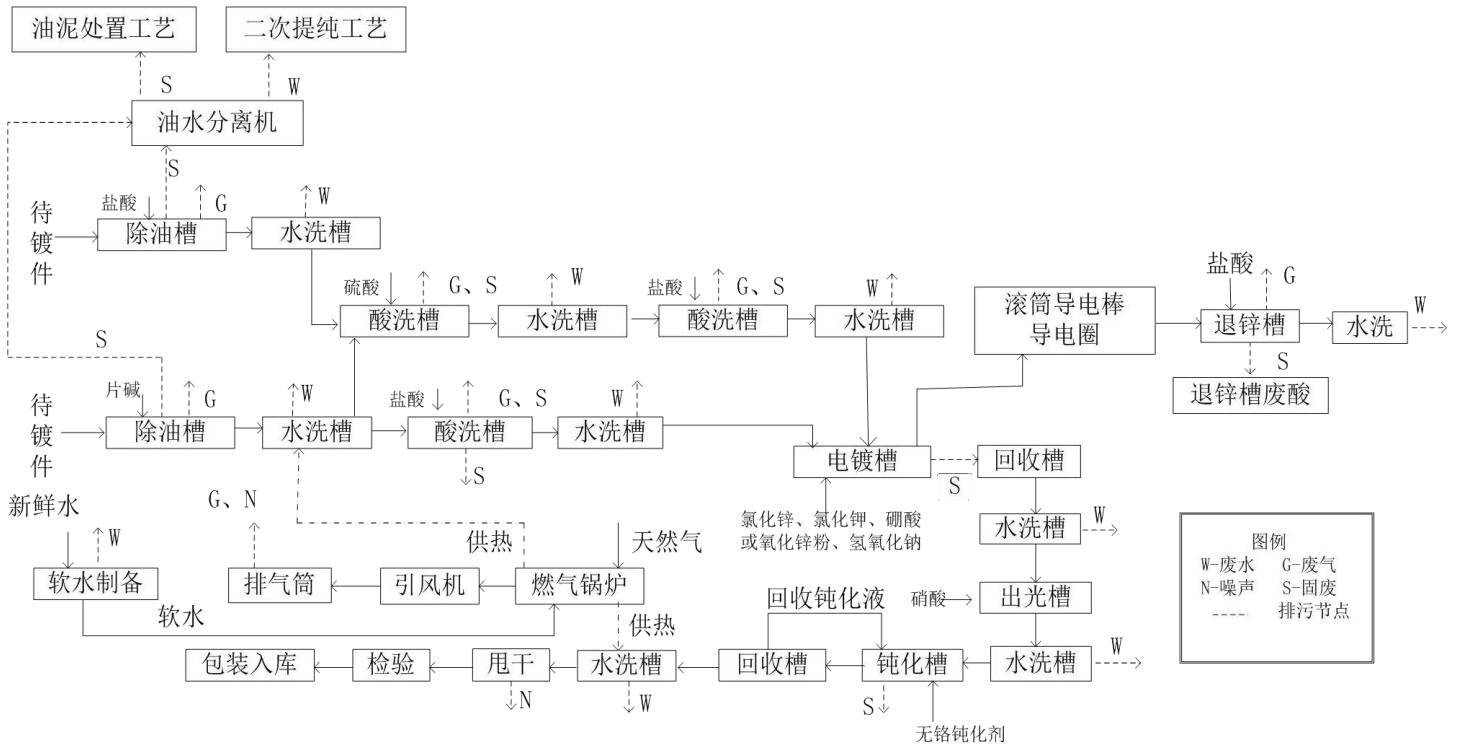 油泥处置工艺
二次提纯工艺
S
W
油水分离机
S
盐酸
G
W
待镀件
除油槽
水洗槽
硫酸
G、S
W
盐酸
G、S
W
酸洗槽
水洗槽
酸洗槽
水洗槽
滚筒导电棒
导电圈
盐酸
G
退锌槽
W
水洗
S
退锌槽废酸
S
片碱
G
W
盐酸
G、S
W
待镀件
除油槽
水洗槽
酸洗槽
水洗槽
S
电镀槽
S
回收槽
氯化锌、氯化钾、硼酸
或氧化锌粉、氢氧化钠
水洗槽
W
新鲜水
W
G、N
供热
天然气
软水制备
排气筒
引风机
燃气锅炉
软水
供热
回收钝化液
硝酸
出光槽
包装入库
检验
甩干
水洗槽
回收槽
钝化槽
水洗槽
W
N
W
S
无铬钝化剂
图例
W-废水 G-废气
N-噪声 S-固废
排污节点